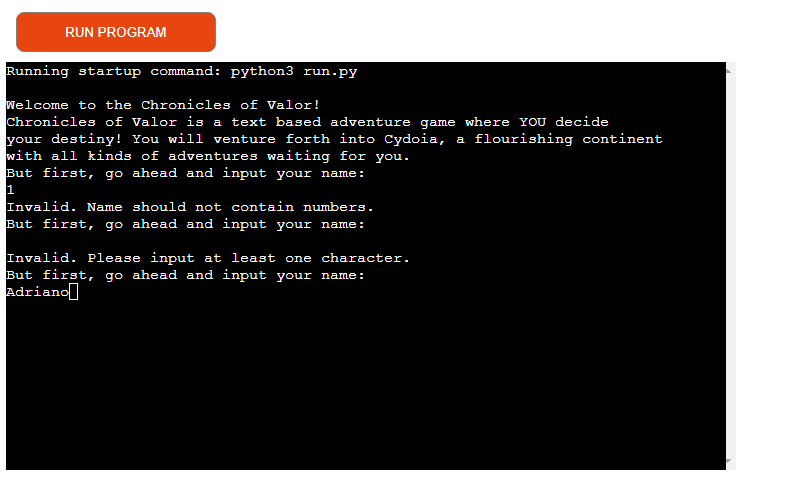 RUN PROGRAM
Running startup command: python3 run.py
Welcome to the Chronicles of Valor!
Chronicles of Valor is a text based adventure game where YOU decide
your destiny! You will venture forth into Cydoia, a flourishing continent
with all kinds of adventures waiting for you.
But first, go ahead and input your name:
1
Invalid. Name should not contain numbers.
But first, go ahead and input your name:
Invalid. Please input at least one character.
But first, go ahead and input your name:
Adriano